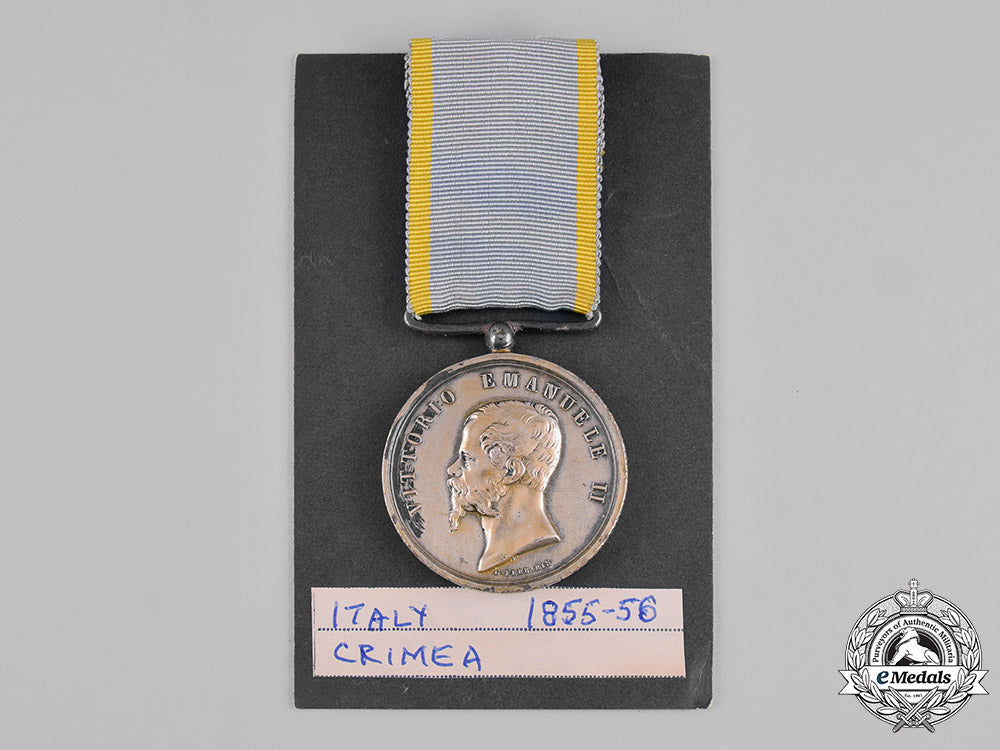 VITTORIO EMANUELE II
ITALY 1855-56
CRIMEA
Purveyors of Authentic Militaria
eMedals